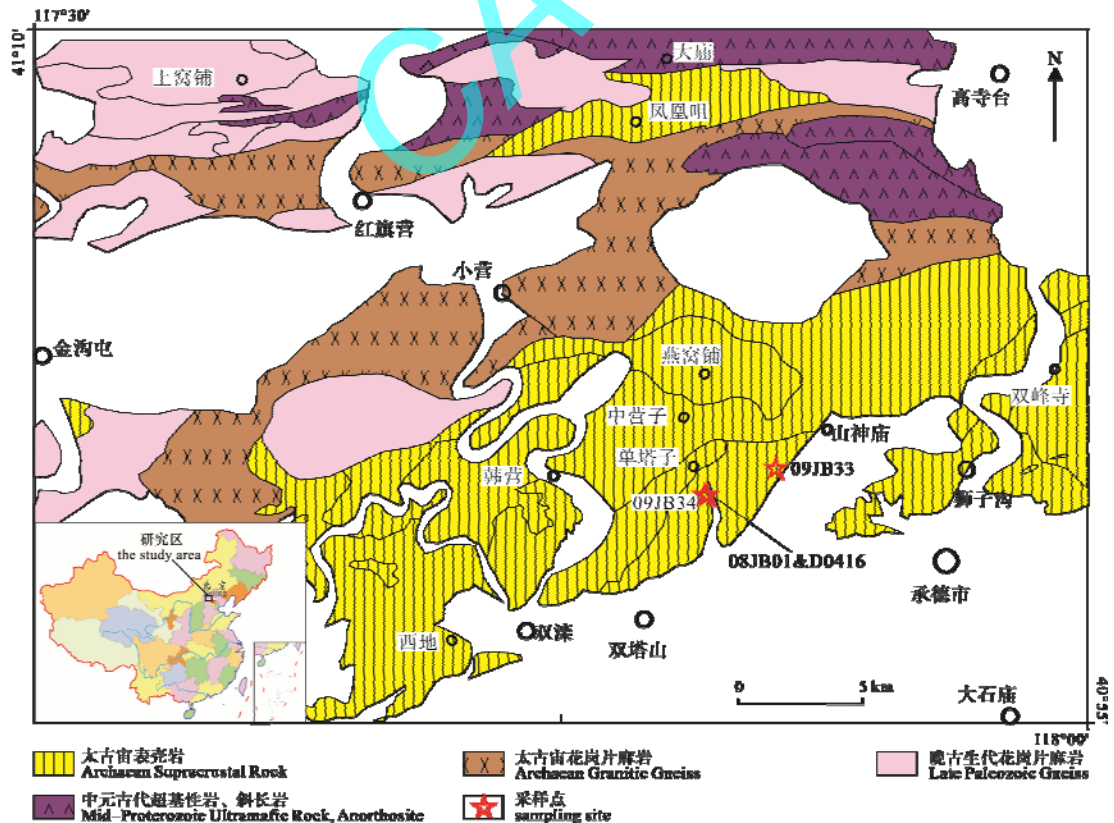 117°30′
41°10′
CA
大庙
N
上窝铺
高寺台
凤凰咀
红旗营
小营
金沟屯
燕窝铺
双峰寺
中营子
山神庙
单塔子
09JB33
韩营
狮子沟
09JB34
研究区
the study area
08JB01&D0416
承德市
双滦
双塔山
西地
0 5 km
大石庙
40°55′
118°00′
太古宙表壳岩
Archaean Supracrustal Rock
太古宙花岗片麻岩
Archaean Granitic Gneiss
晚古生代花岗片麻岩
Late Paleozoic Gneiss
中元古代超基性岩、斜长岩
Mid-Proterozoic Ultramafic Rock, Anorthosite
采样点
sampling site